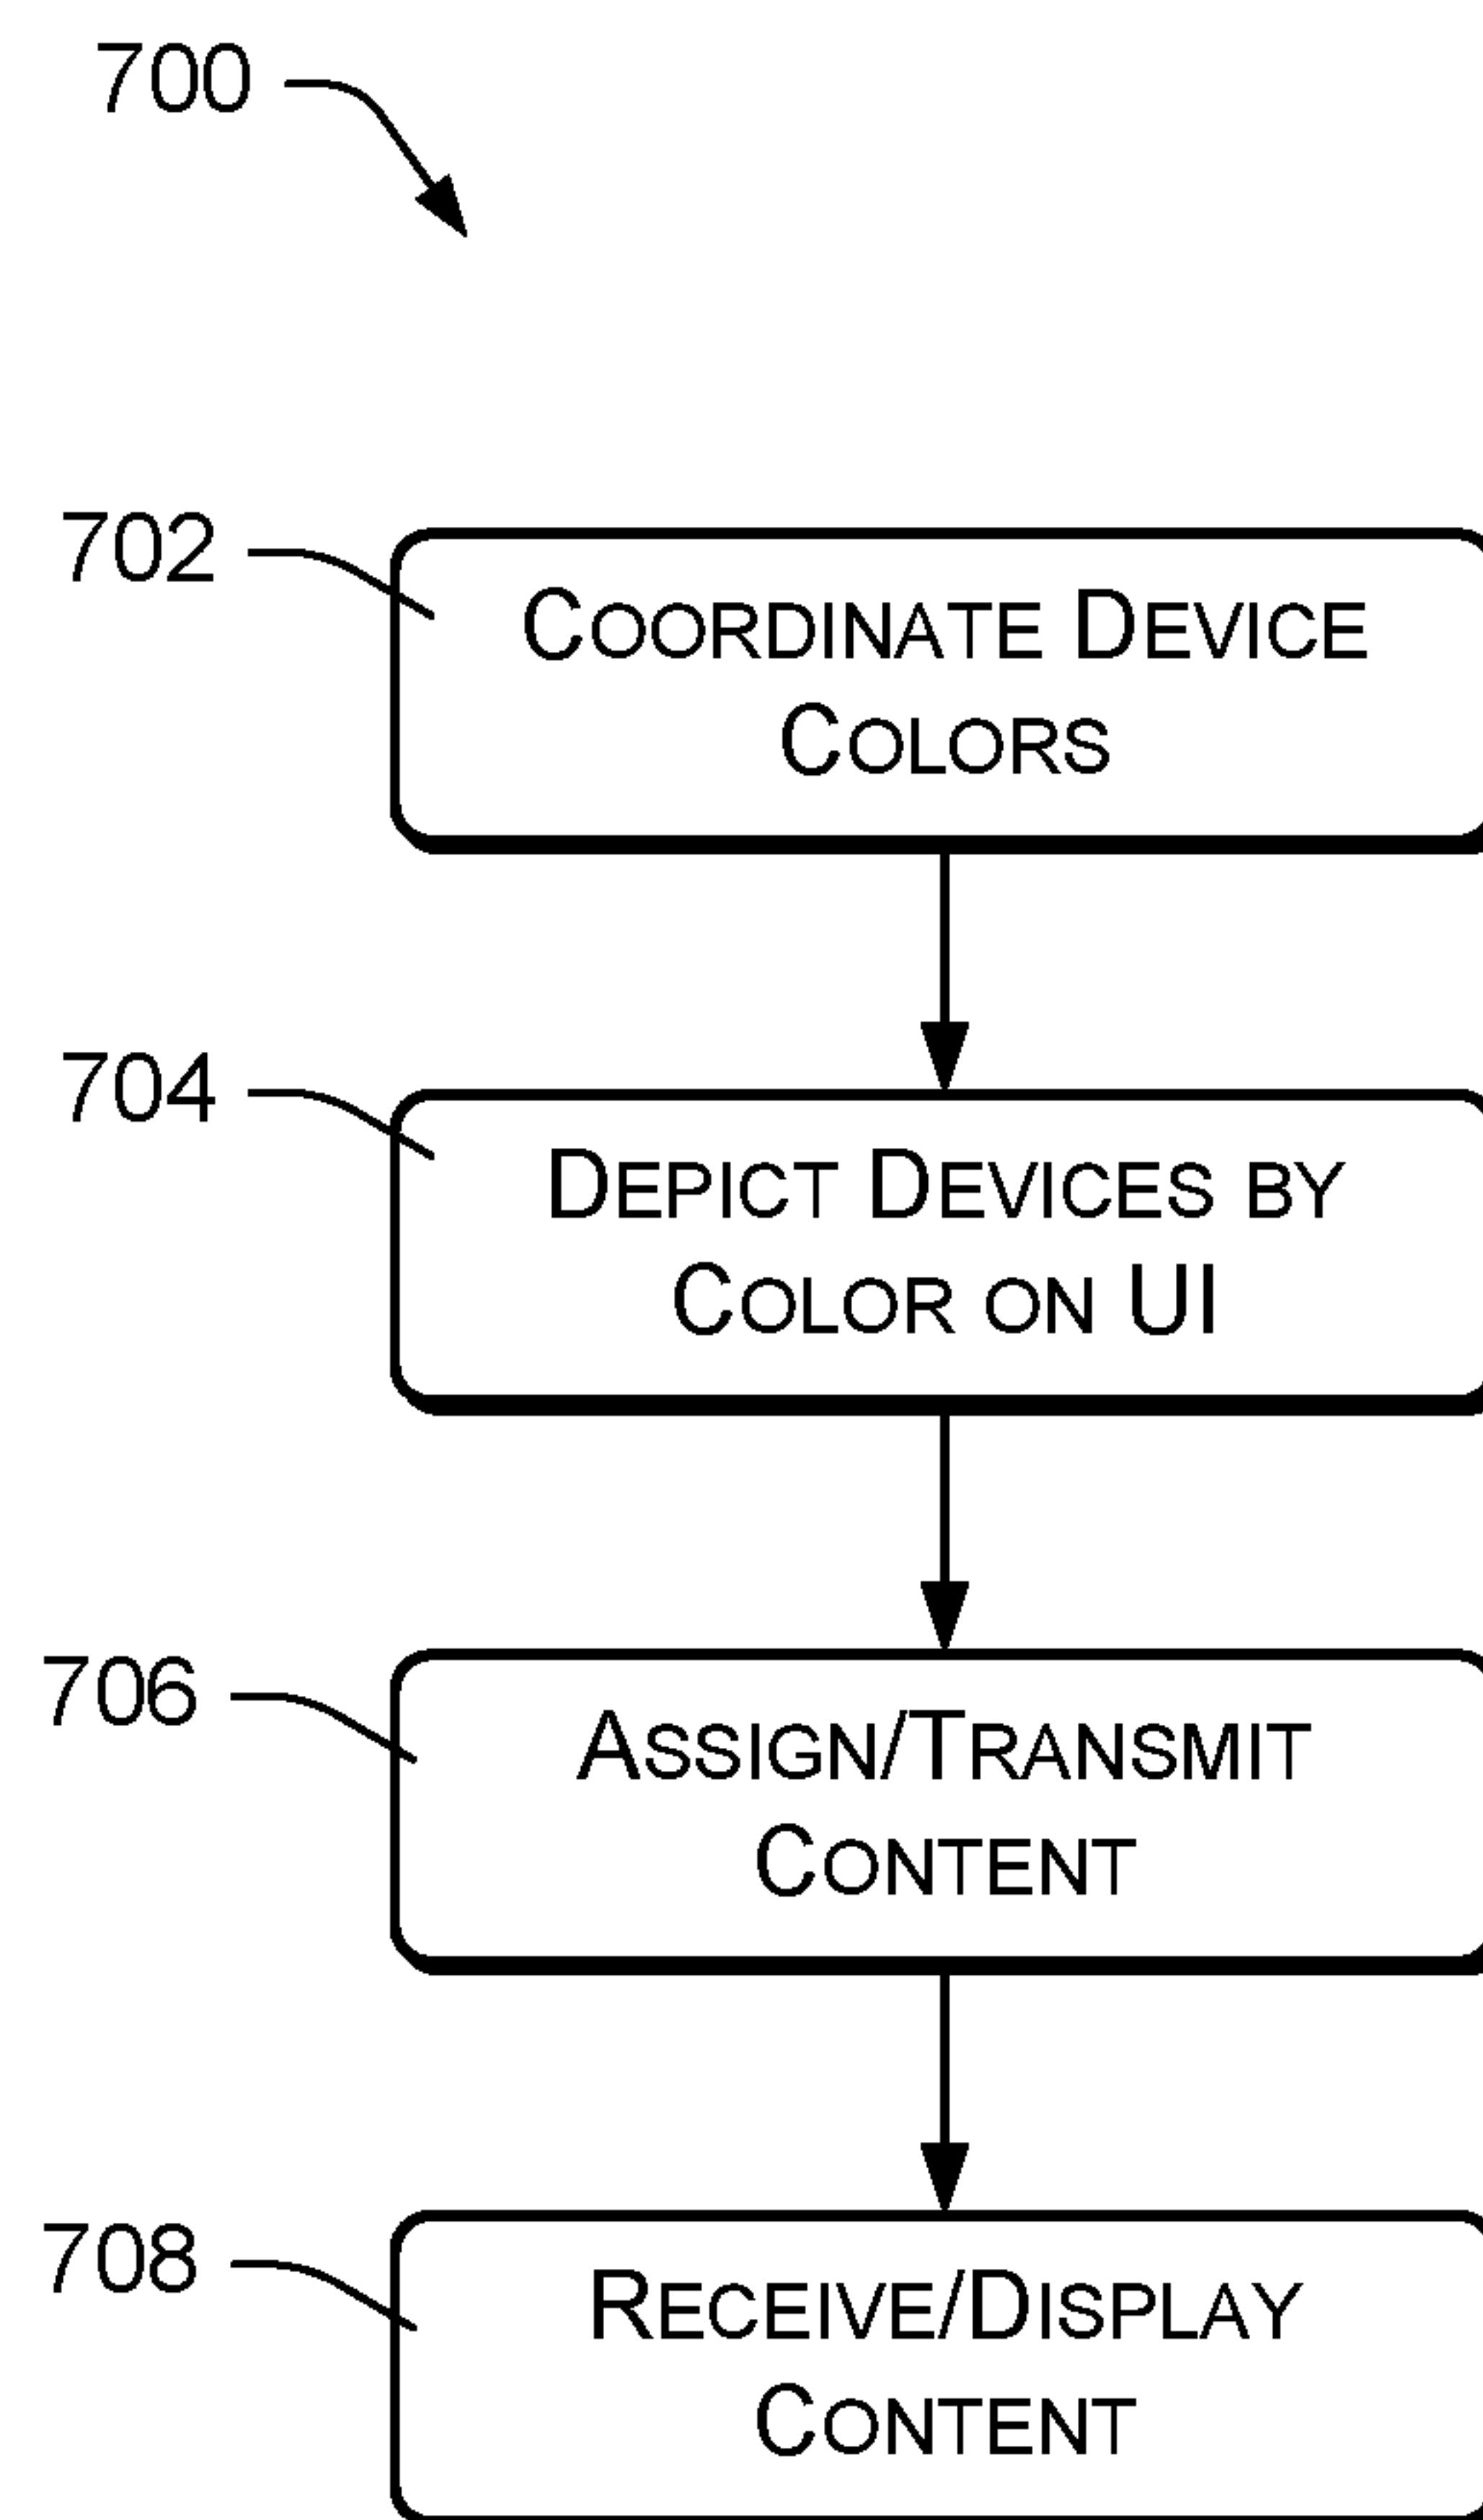 700
702
COORDINATE DEVICE
COLORS
704
DEPICT DEVICES BY
COLOR ON UI
706
ASSIGN/TRANSMIT
CONTENT
708
RECEIVE/DISPLAY
CONTENT